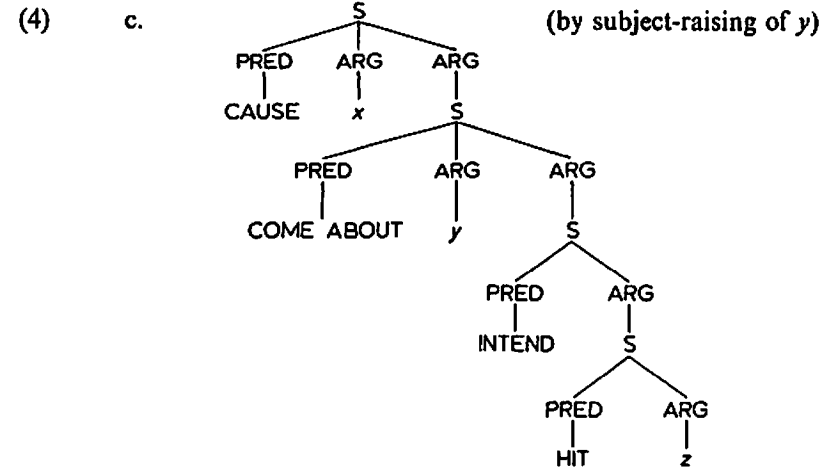 (4) c. S (by subject-raising of y)
PRED ARG ARG
CAUSE x S
PRED ARG ARG
COME ABOUT y S
PRED ARG
INTEND S
PRED ARG
HIT z